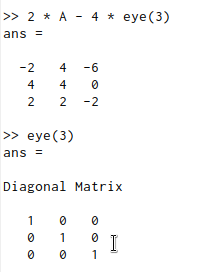 >> 2 * A - 4 * eye(3)
ans =
-2 4 -6
4 4 0
2 2 -2
>> eye(3)
ans =
Diagonal Matrix
1 0 0
0 1 0
0 0 1